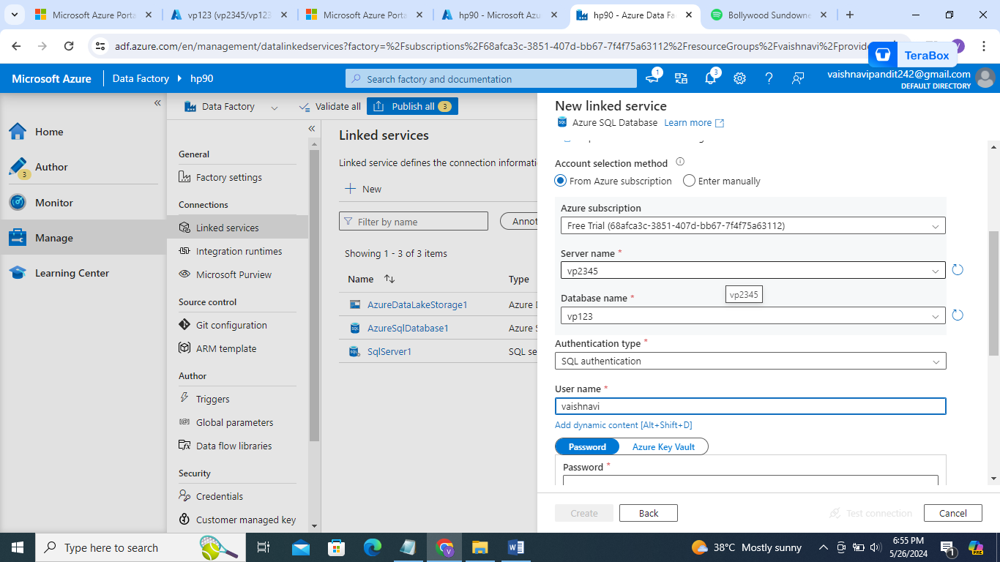 Microsoft Azure Porta
vp123 (vp2345/vp123
Microsoft Azure Porta
hp90 - Microsoft Azu
hp90 - Azure Data Fa
Bollywood Sundowne
adf.azure.com/en/management/datalinkedservices?factory=%2Fsubscriptions%2F68afca3c-3851-407d-bb67-7f4f75a63112%2FresourceGroups%2Fvaishnavi%2Fprovide
TeraBox
Microsoft Azure
Data Factory
hp90
Search factory and documentation
1
3
vaishnavipandit242@gmail.com
DEFAULT DIRECTORY
Home
Author
3
Monitor
Manage
Learning Center
Data Factory
Validate all
Publish all 3
General
Factory settings
Connections
Linked services
Integration runtimes
Microsoft Purview
Source control
Git configuration
ARM template
Author
Triggers
Global parameters
Data flow libraries
Security
Credentials
Customer managed key
Linked services
Linked service defines the connection informati
New
Filter by name
Annot
Showing 1 - 3 of 3 items
Name Type
AzureDataLakeStorage1 Azure D
AzureSqlDatabase1 Azure S
SqlServer1 SQL se
New linked service
SQL Azure SQL Database Learn more
Account selection method
From Azure subscription
Enter manually
Azure subscription
Free Trial (68afca3c-3851-407d-bb67-7f4f75a63112)
Server name *
vp2345
vp2345
Database name *
vp123
Authentication type *
SQL authentication
User name *
vaishnavi
Add dynamic content [Alt+Shift+D]
Password
Azure Key Vault
Password *
Create
Back
Test connection
Cancel
Type here to search
38°C Mostly sunny
6:55 PM
5/26/2024
1
PRE